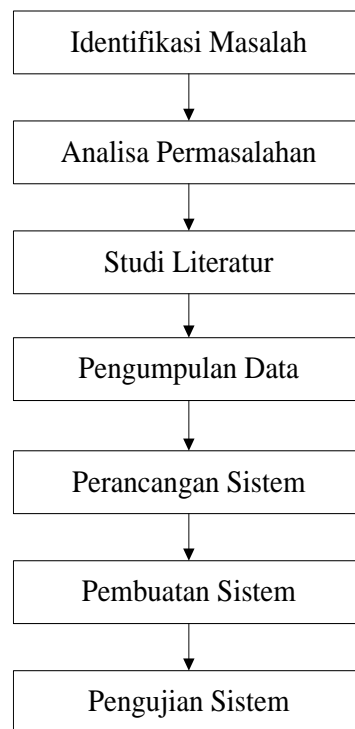 Identifikasi Masalah
Analisa Permasalahan
Studi Literatur
Pengumpulan Data
Perancangan Sistem
Pembuatan Sistem
Pengujian Sistem